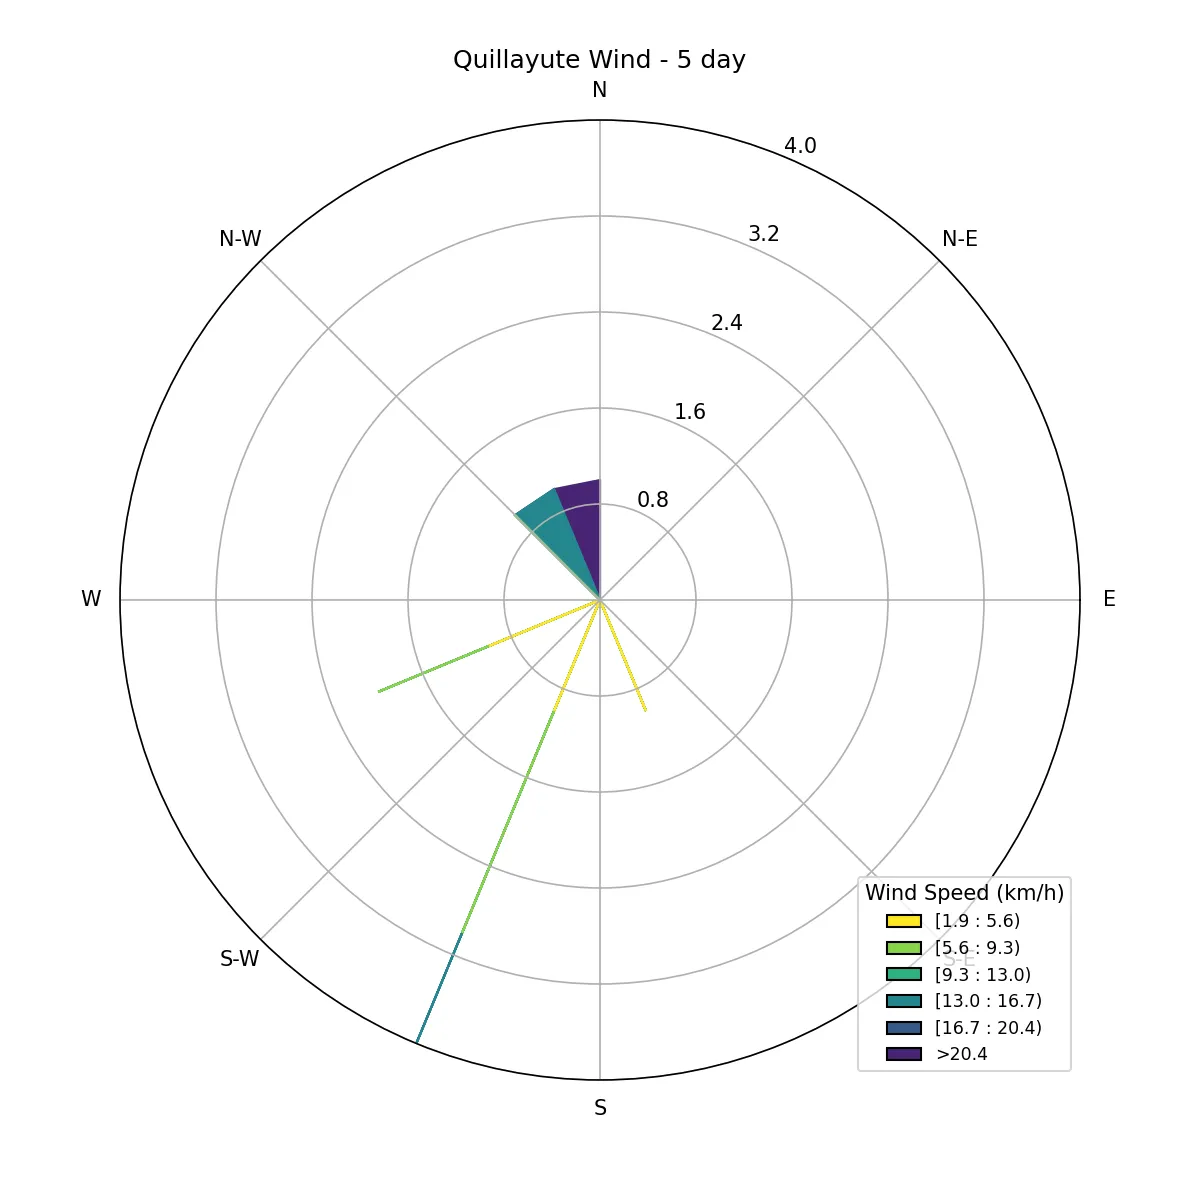 Quillayute Wind - 5 day
N
4.0
N-W
3.2
N-E
2.4
1.6
0.8
W
E
S-W
S-E
S
Wind Speed (km/h)
[1.9 : 5.6)
[5.6 : 9.3)
[9.3 : 13.0)
[13.0 : 16.7)
[16.7 : 20.4)
>20.4